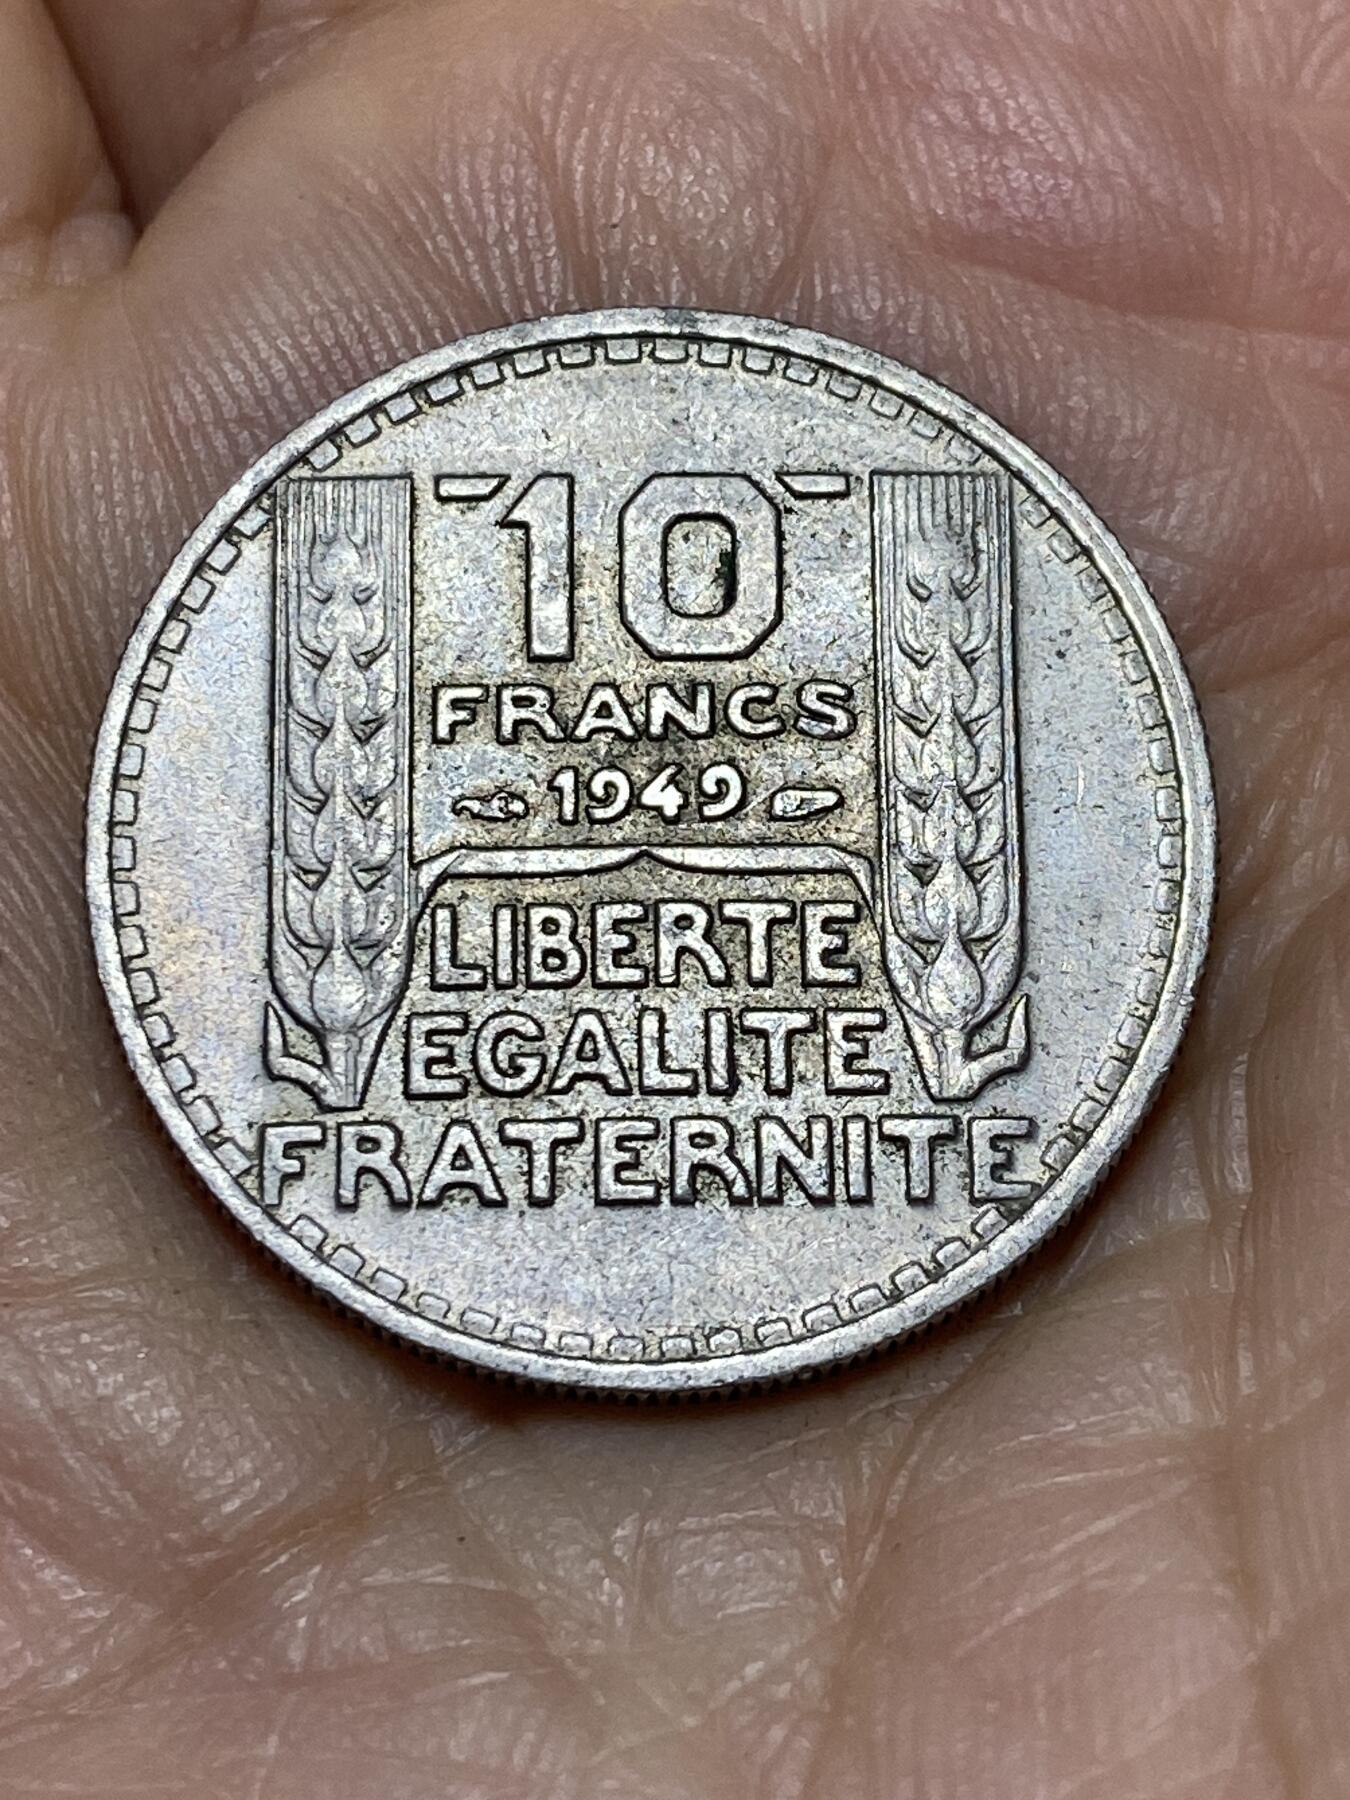 10
FRANCS
1949
LIBERTE
EGALITE
FRATERNITE